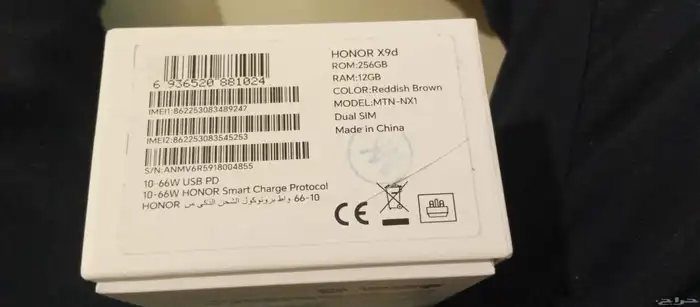 6 936520 881024
IMEI1:862253083489247
IMEI2:862253083545253
S/N:ANMV6R5918004855
10-66W USB PD
10-66W HONOR Smart Charge Protocol
10-66 واط بروتوكول الشحن الذكي من HONOR
HONOR X9d
ROM:256GB
RAM:12GB
COLOR:Reddish Brown
MODEL:MTN-NX1
Dual SIM
Made in China
CE
حراج